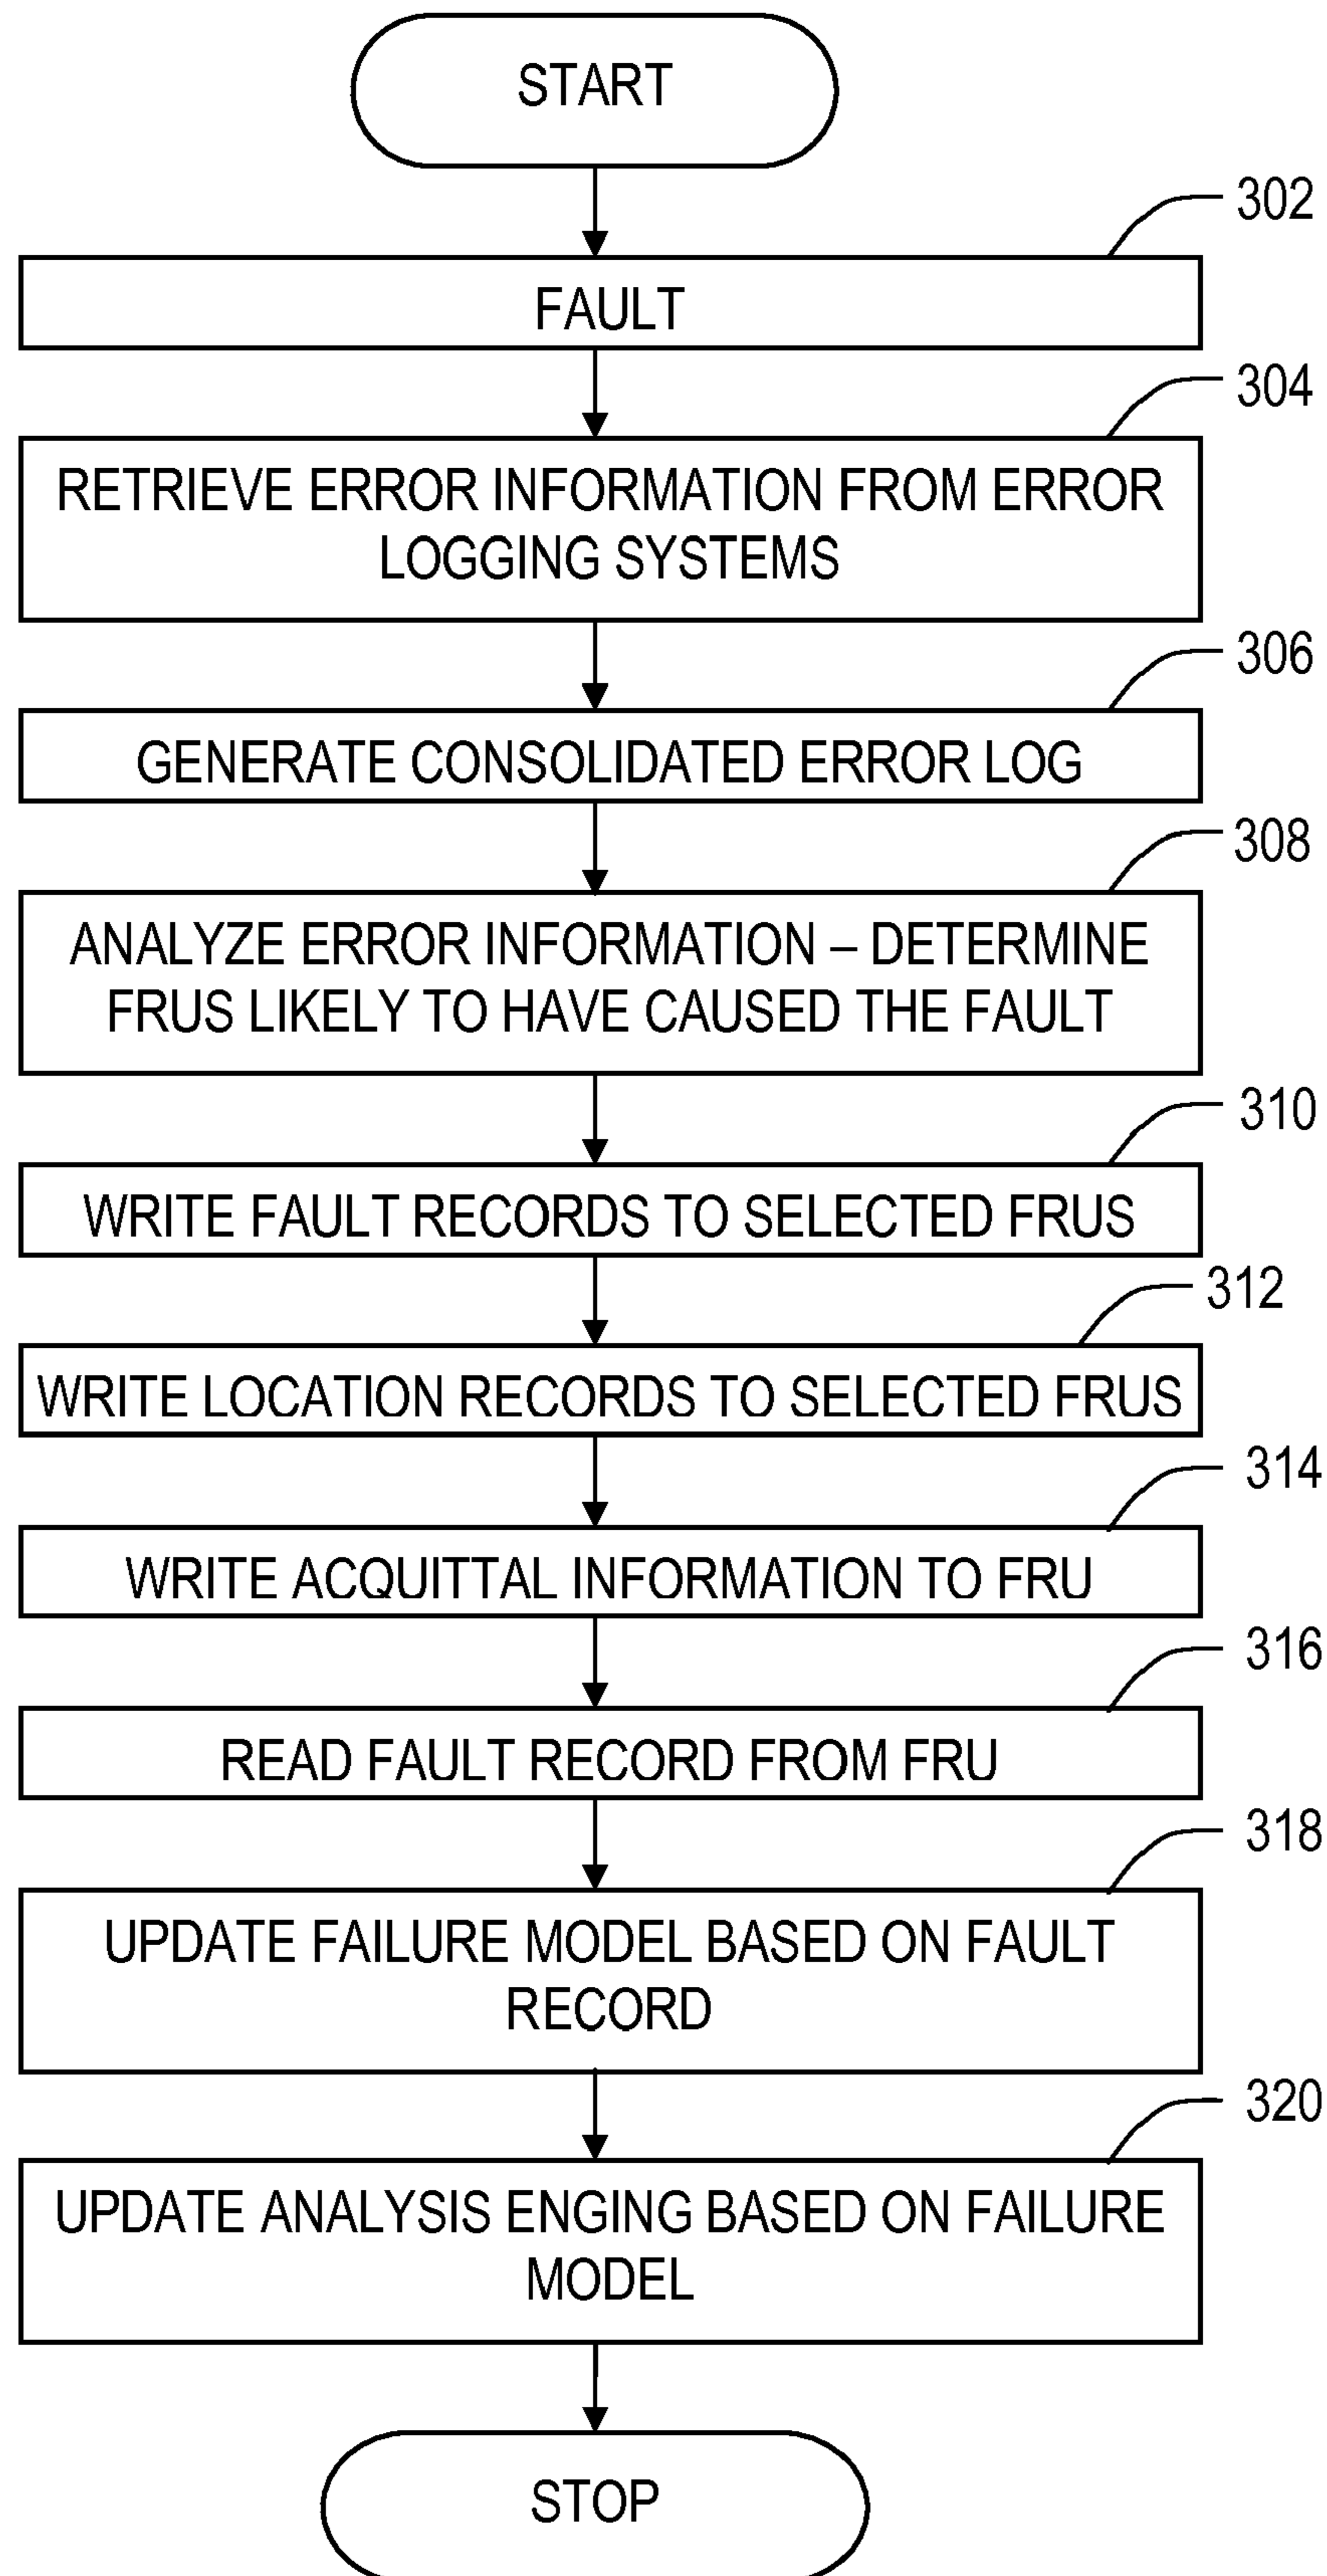 START
302
FAULT
304
RETRIEVE ERROR INFORMATION FROM ERROR
LOGGING SYSTEMS
306
GENERATE CONSOLIDATED ERROR LOG
308
ANALYZE ERROR INFORMATION – DETERMINE
FRUS LIKELY TO HAVE CAUSED THE FAULT
310
WRITE FAULT RECORDS TO SELECTED FRUS
312
WRITE LOCATION RECORDS TO SELECTED FRUS
314
WRITE ACQUITTAL INFORMATION TO FRU
316
READ FAULT RECORD FROM FRU
318
UPDATE FAILURE MODEL BASED ON FAULT
RECORD
320
UPDATE ANALYSIS ENGING BASED ON FAILURE
MODEL
STOP